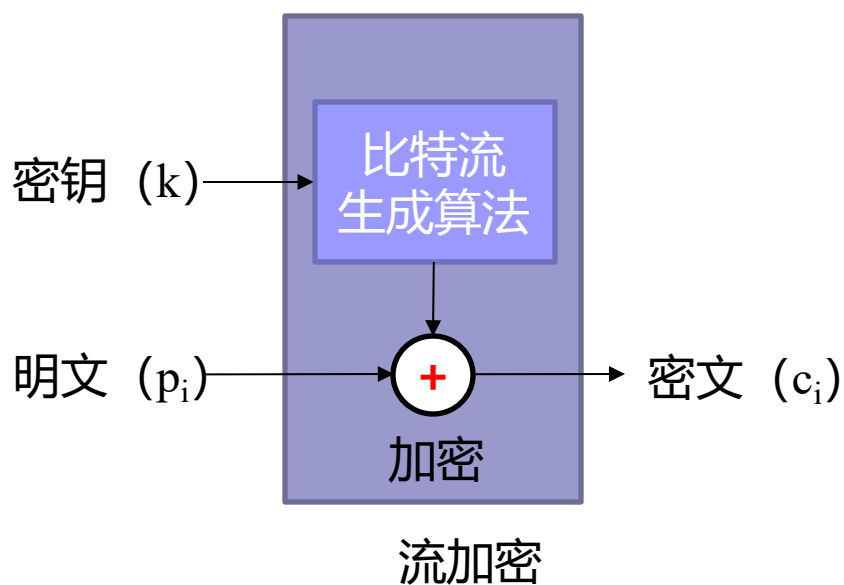 比特流
生成算法
密钥（k）
明文（pᵢ）
+
密文（cᵢ）
加密
流加密